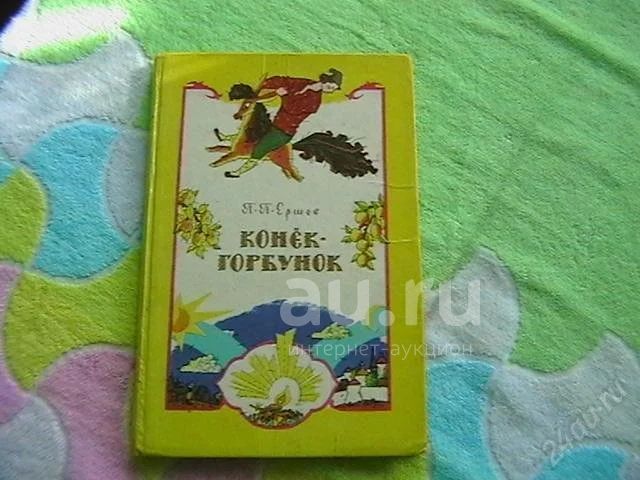 П-П-Ершов
КОНЁК-
ГОРБУНОК
au.ru
интернет-аукцион
24au.ru